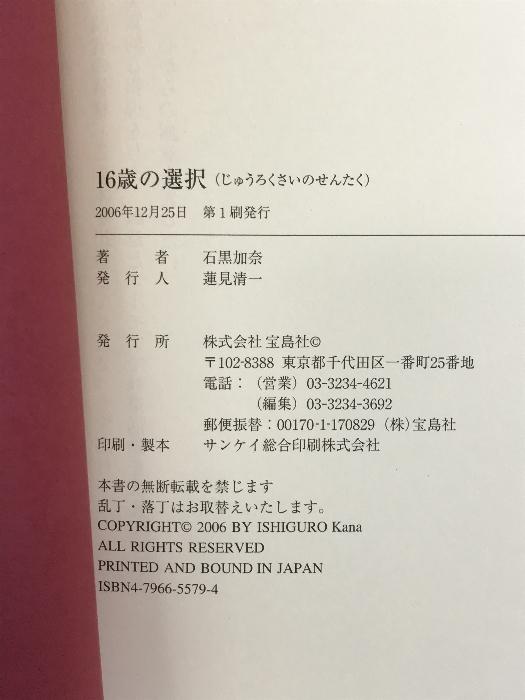 16歳の選択（じゅうろくさいのせんたく）
2006年12月25日　第1刷発行
著　者　石黒加奈
発行人　蓮見清一
発行所　株式会社 宝島社©
〒102-8388 東京都千代田区一番町25番地
電話：（営業）03-3234-4621
（編集）03-3234-3692
郵便振替：00170-1-170829（株）宝島社
印刷・製本　サンケイ総合印刷株式会社
本書の無断転載を禁じます
乱丁・落丁はお取替えいたします。
COPYRIGHT© 2006 BY ISHIGURO Kana
ALL RIGHTS RESERVED
PRINTED AND BOUND IN JAPAN
ISBN4-7966-5579-4